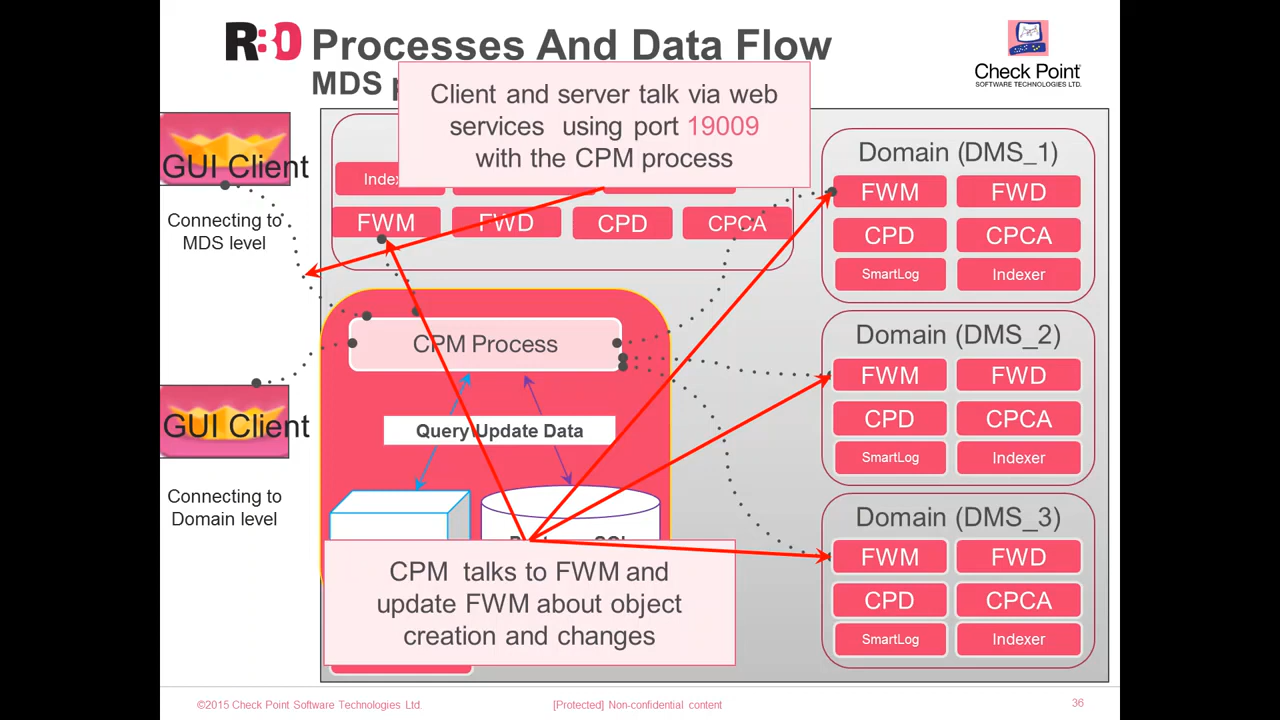 R80 Processes And Data Flow
MDS
Check Point
SOFTWARE TECHNOLOGIES LTD.
Client and server talk via web
services using port 19009
with the CPM process
GUI Client
Connecting to
MDS level
FWM
FWD
CPD
CPCA
CPM Process
Query\Update Data
GUI Client
Connecting to
Domain level
CPM talks to FWM and
update FWM about object
creation and changes
Domain (DMS_1)
FWM
FWD
CPD
CPCA
SmartLog
Indexer
Domain (DMS_2)
FWM
FWD
CPD
CPCA
SmartLog
Indexer
Domain (DMS_3)
FWM
FWD
CPD
CPCA
SmartLog
Indexer
©2015 Check Point Software Technologies Ltd.
[Protected] Non-confidential content
36